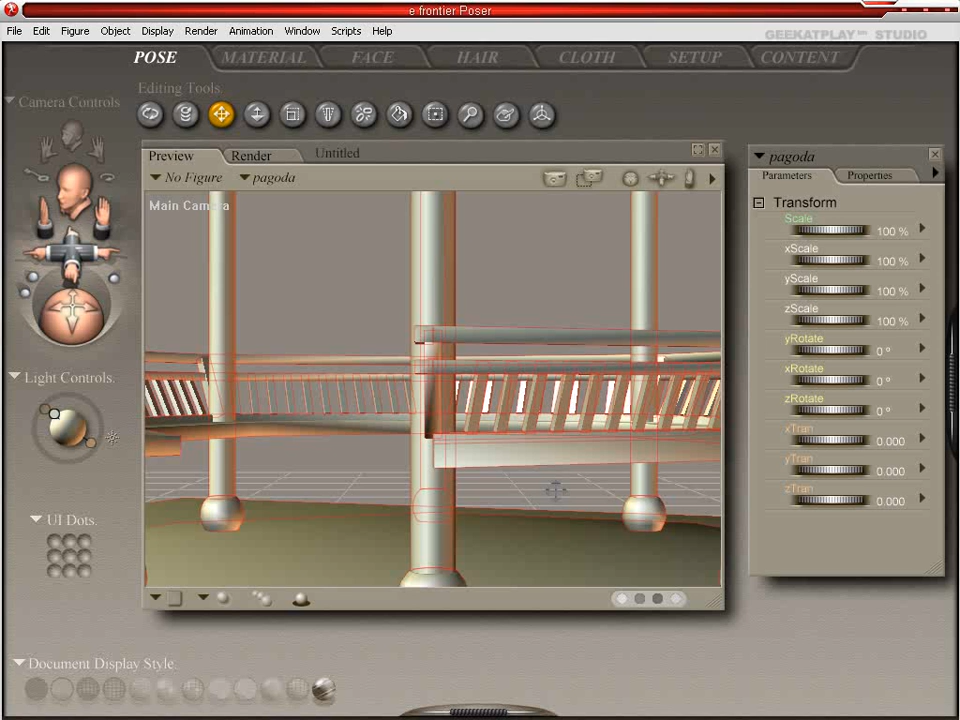 e frontier Poser
File Edit Figure Object Display Render Animation Window Scripts Help
GEEKATPLAY STUDIO
POSE MATERIAL FACE HAIR CLOTH SETUP CONTENT
Editing Tools.
Camera Controls
Preview Render Untitled
No Figure pagoda
Main Camera
pagoda
Parameters Properties
Transform
Scale
100 %
xScale
100 %
yScale
100 %
zScale
100 %
yRotate
0 º
xRotate
0 º
zRotate
0 º
xTran
0.000
yTran
0.000
zTran
0.000
Light Controls.
UI Dots.
Document Display Style.